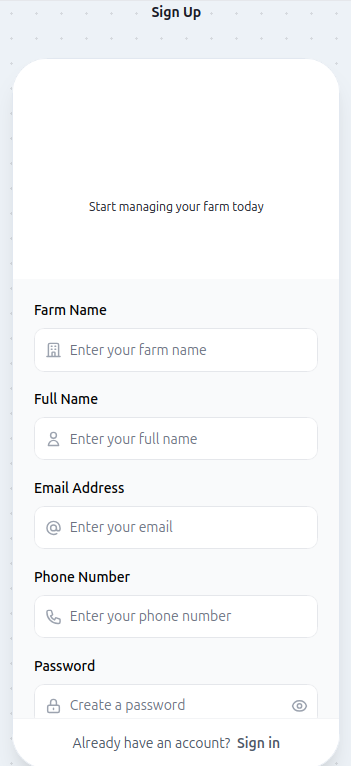 Sign Up
Start managing your farm today
Farm Name
Enter your farm name
Full Name
Enter your full name
Email Address
Enter your email
Phone Number
Enter your phone number
Password
Create a password
Already have an account? Sign in